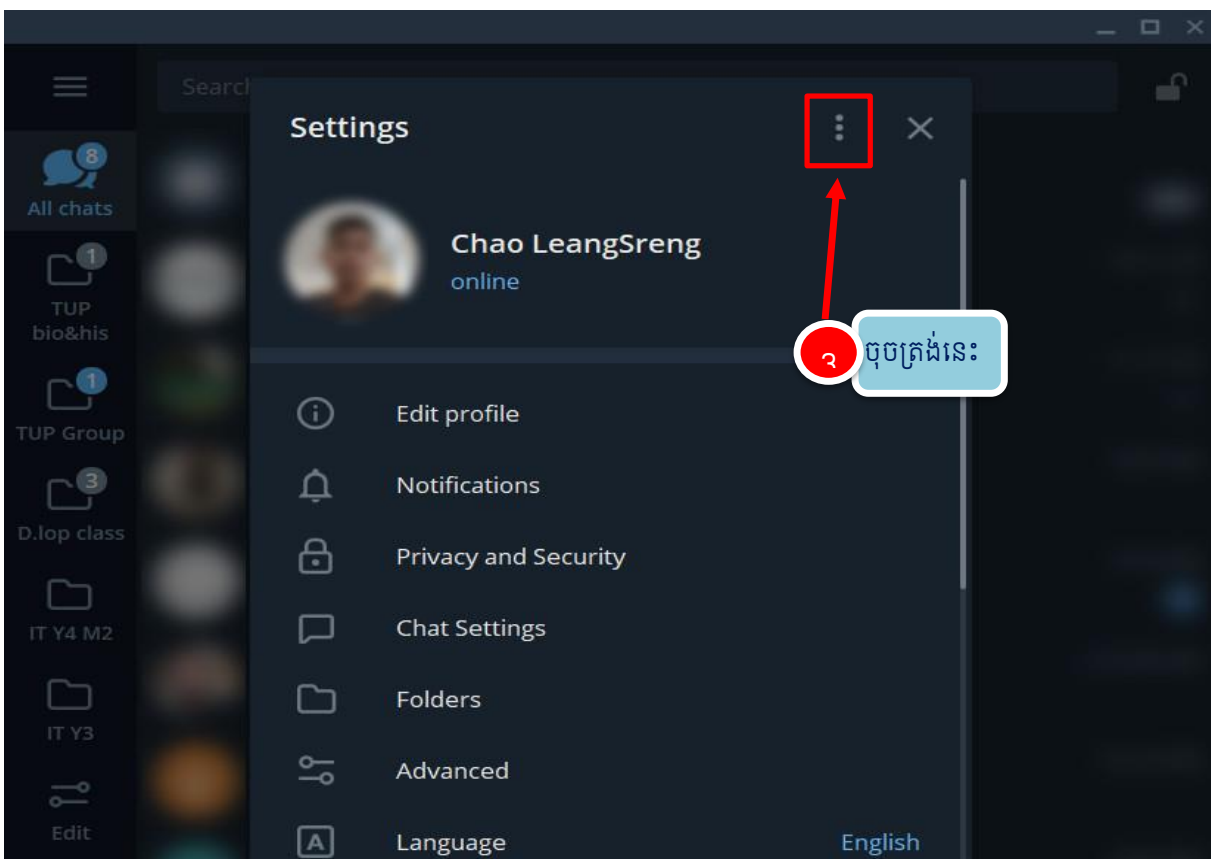 Search
Settings
8
All chats
Chao LeangSreng
online
1
TUP
bio&his
៣
ចុចត្រង់នេះ
1
TUP Group
Edit profile
Notifications
3
D.lop class
Privacy and Security
IT Y4 M2
Chat Settings
Folders
IT Y3
Advanced
Edit
Language
English